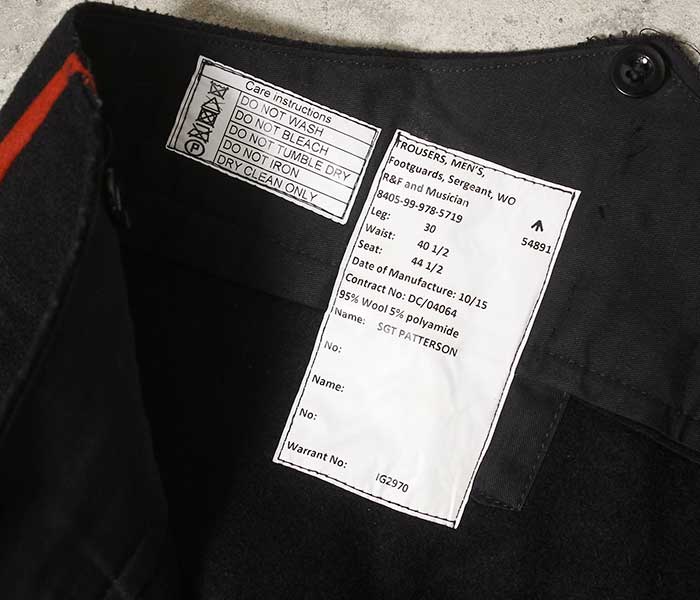 Care instructions
DO NOT WASH
DO NOT BLEACH
DO NOT TUMBLE DRY
DO NOT IRON
P DRY CLEAN ONLY
TROUSERS, MEN'S,
Footguards, Sergeant, WO
R&F and Musician
8405-99-978-5719
54891
Leg: 30
Waist: 40 1/2
Seat: 44 1/2
Date of Manufacture: 10/15
Contract No: DC/04064
95% Wool 5% polyamide
Name: SGT PATTERSON
No:
Name:
No:
Warrant No: IG2970